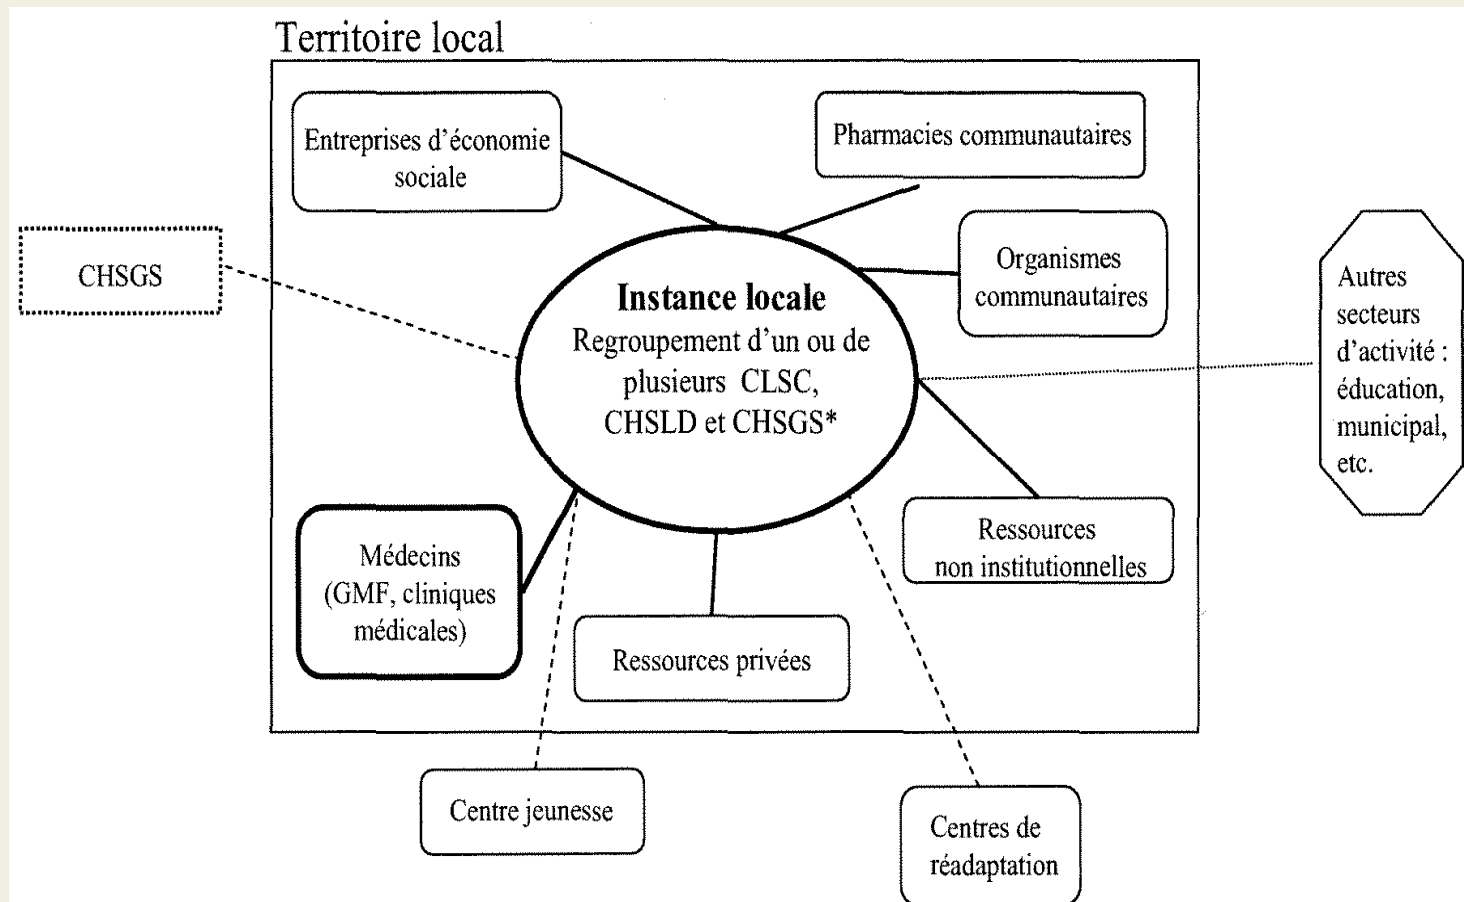 Territoire local
Entreprises d'économie
sociale
Pharmacies communautaires
CHSGS
Organismes
communautaires
Instance locale
Regroupement d'un ou de
plusieurs CLSC,
CHSLD et CHSGS*
Autres
secteurs
d'activité :
éducation,
municipal,
etc.
Médecins
(GMF, cliniques
médicales)
Ressources
non institutionnelles
Ressources privées
Centre jeunesse
Centres de
réadaptation